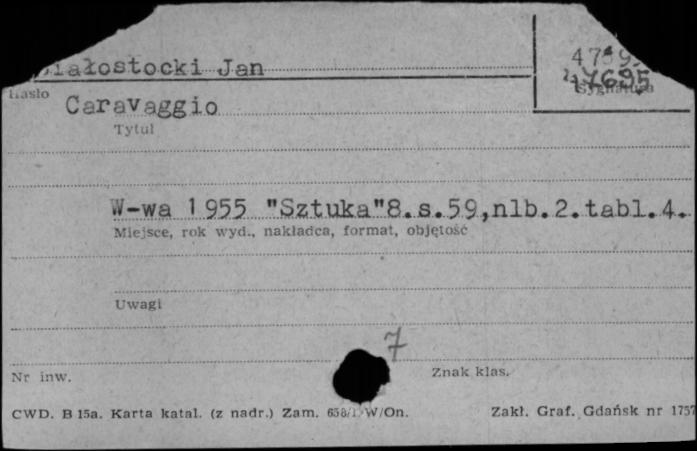 Białostocki Jan
Hasło
47695
Sygnatura
Caravaggio
Tytuł
W-wa 1955 "Sztuka"8.s.59,nlb.2.tabl.4.
Miejsce, rok wyd., nakładca, format, objętość
Uwagi
7
Nr inw.
Znak klas.
CWD. B 15a. Karta katal. (z nadr.) Zam. W/On.
Zakł. Graf. Gdańsk nr 1757